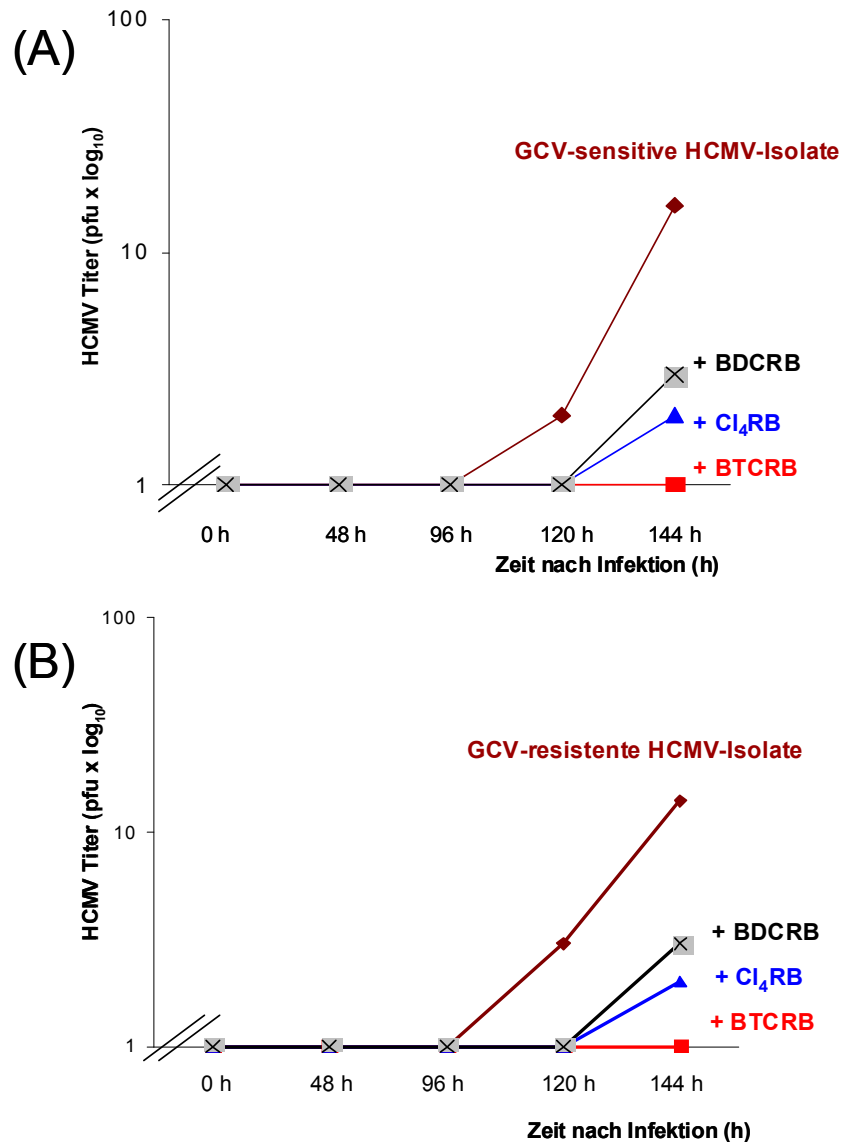 (A)
HCMV Titer (pfu x log₁₀)
100
10
1
GCV-sensitive HCMV-Isolate
+ BDCRB
+ Cl₄RB
+ BTCRB
0 h 48 h 96 h 120 h 144 h
Zeit nach Infektion (h)
(B)
HCMV Titer (pfu x log₁₀)
100
10
1
GCV-resistente HCMV-Isolate
+ BDCRB
+ Cl₄RB
+ BTCRB
0 h 48 h 96 h 120 h 144 h
Zeit nach Infektion (h)